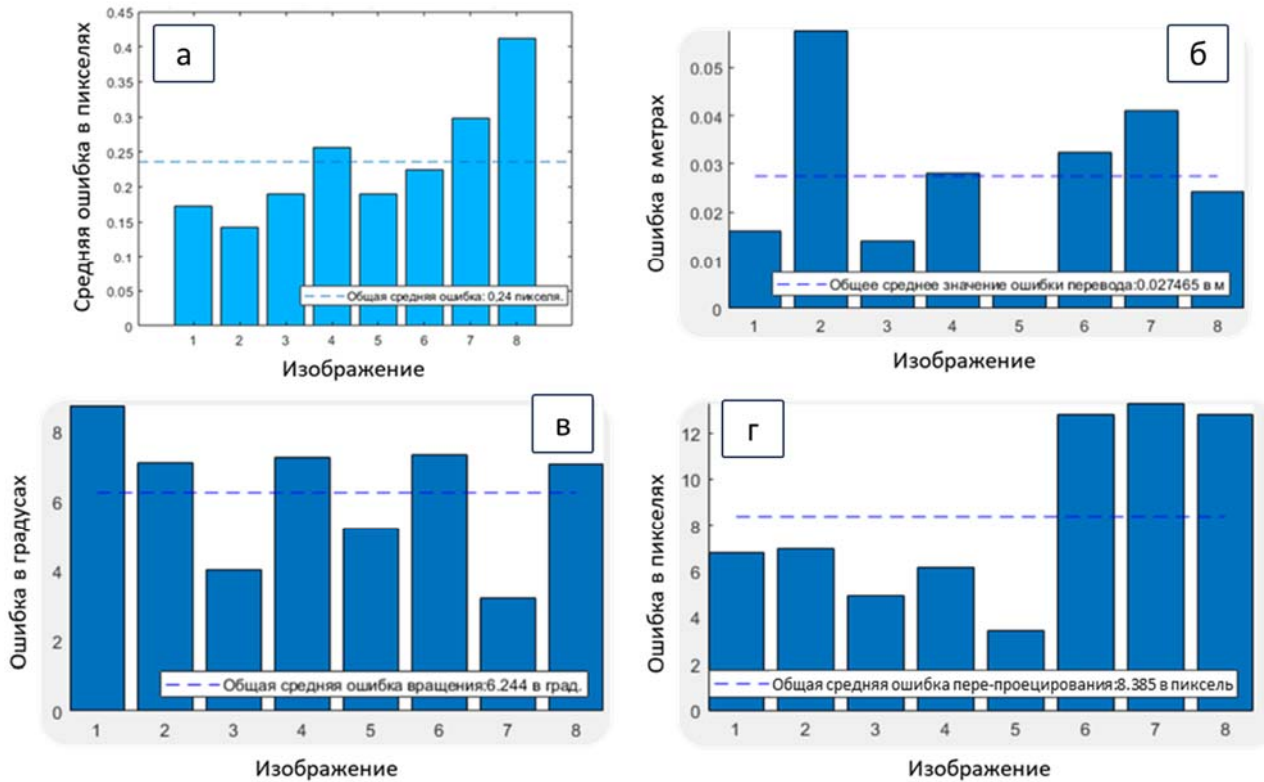 а
Средняя ошибка в пикселях
0.45
0.4
0.35
0.3
0.25
0.2
0.15
0.1
0.05
0
Общая средняя ошибка: 0,24 пикселя.
1 2 3 4 5 6 7 8
Изображение
б
Ошибка в метрах
0.05
0.04
0.03
0.02
0.01
0
Общее среднее значение ошибки перевода:0.027465 в м
1 2 3 4 5 6 7 8
Изображение
в
Ошибка в градусах
8
6
4
2
0
Общая средняя ошибка вращения:6.244 в град.
1 2 3 4 5 6 7 8
Изображение
г
Ошибка в пикселях
12
10
8
6
4
2
0
Общая средняя ошибка пере-проецирования:8.385 в пиксель
1 2 3 4 5 6 7 8
Изображение